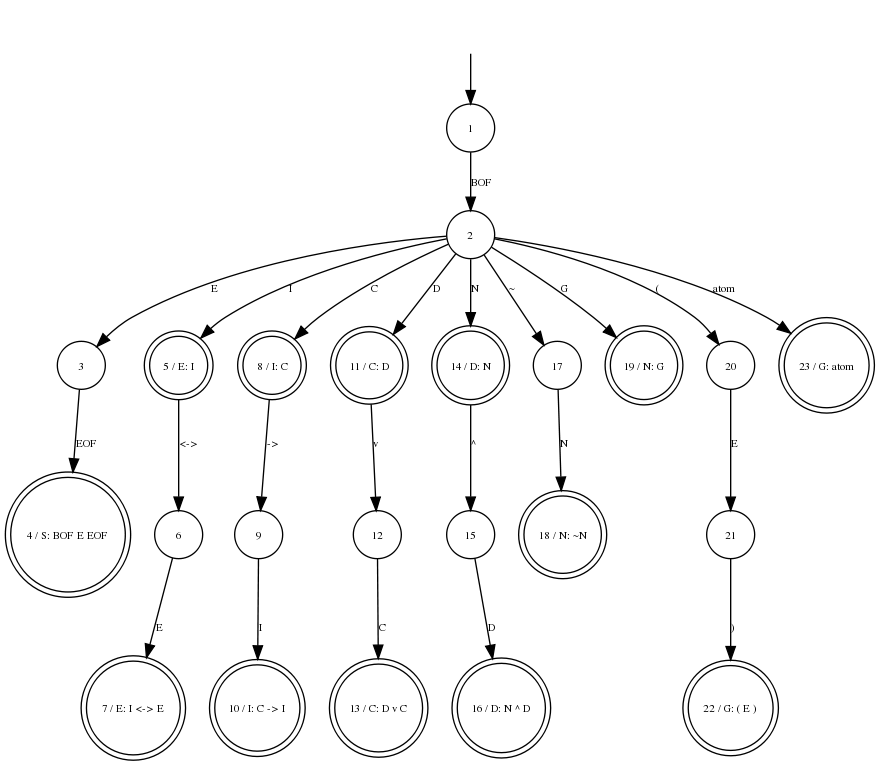 1
BOF
2
E I C D N ~ G ( atom
3 5 / E: I 8 / I: C 11 / C: D 14 / D: N 17 19 / N: G 20 23 / G: atom
EOF <-> -> v ^ N E
4 / S: BOF E EOF 6 9 12 15 18 / N: ~N 21
E I C D )
7 / E: I <-> E 10 / I: C -> I 13 / C: D v C 16 / D: N ^ D 22 / G: ( E )